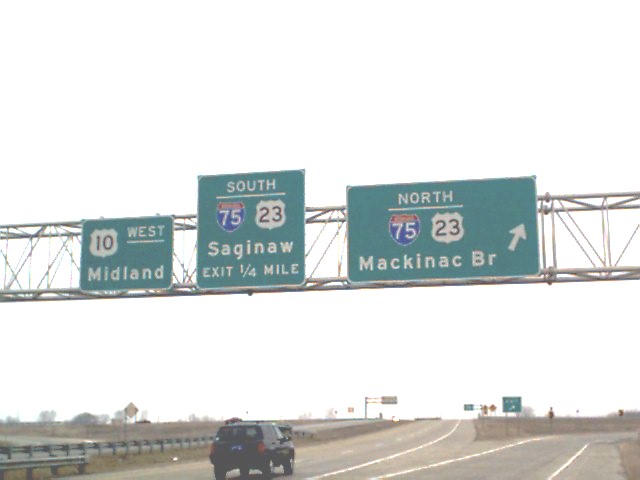 10 WEST
Midland
SOUTH
75 23
Saginaw
EXIT 1/4 MILE
NORTH
75 23
Mackinac Br